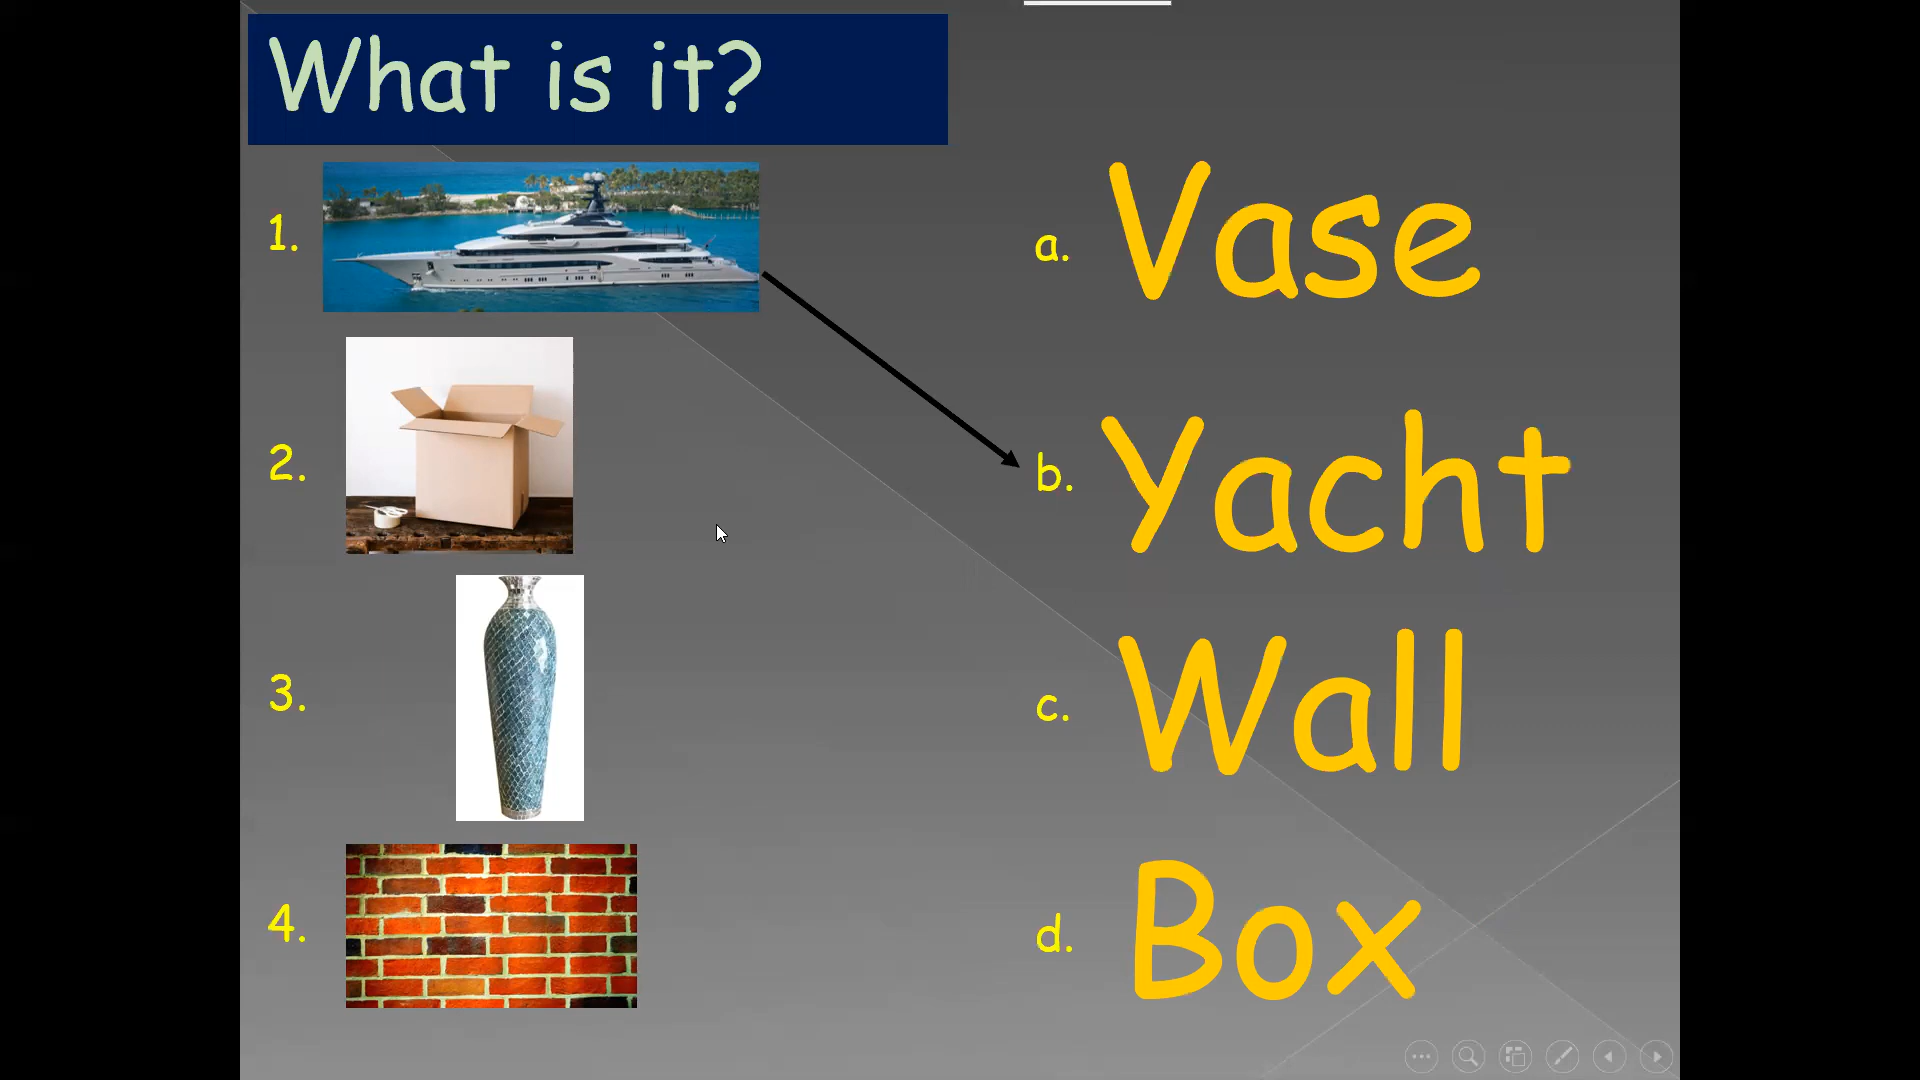 What is it?
1.
a. Vase
2.
b. Yacht
3.
c. Wall
4.
d. Box